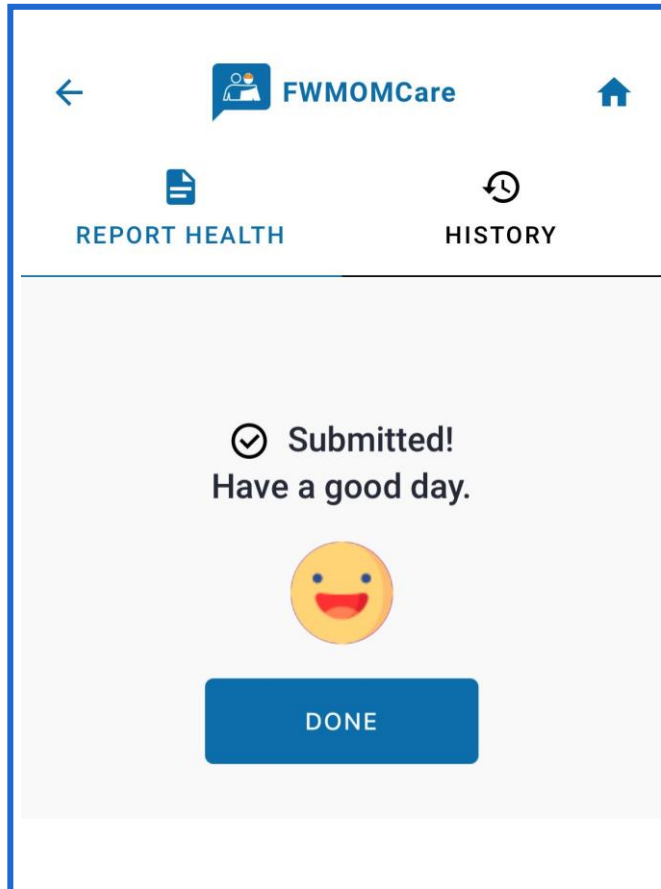 FWMOMCare
REPORT HEALTH
HISTORY
Submitted!
Have a good day.
DONE